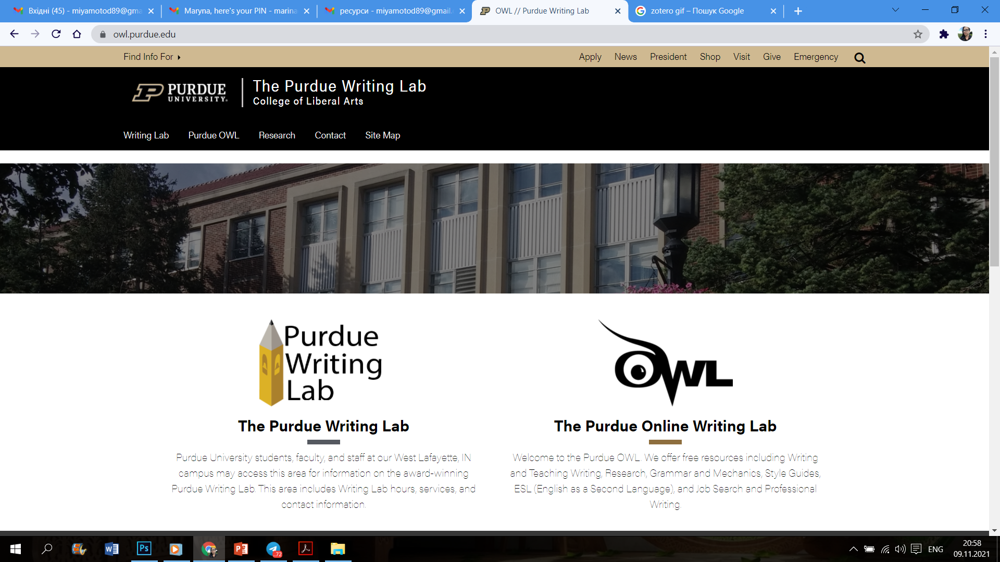 Вхідні (45) - miyamotod89@gma
Maryna, here's your PIN - marina
ресурси - miyamotod89@gmail.
OWL // Purdue Writing Lab
zotero gif – Пошук Google
owl.purdue.edu
Find Info For
Apply News President Shop Visit Give Emergency
PURDUE
UNIVERSITY®
The Purdue Writing Lab
College of Liberal Arts
Writing Lab Purdue OWL Research Contact Site Map
Purdue
Writing
Lab
OWL
The Purdue Writing Lab
Purdue University students, faculty, and staff at our West Lafayette, IN
campus may access this area for information on the award-winning
Purdue Writing Lab. This area includes Writing Lab hours, services, and
contact information.
The Purdue Online Writing Lab
Welcome to the Purdue OWL. We offer free resources including Writing
and Teaching Writing, Research, Grammar and Mechanics, Style Guides,
ESL (English as a Second Language), and Job Search and Professional
Writing.
W
Ps
P
..72
ENG
20:58
09.11.2021